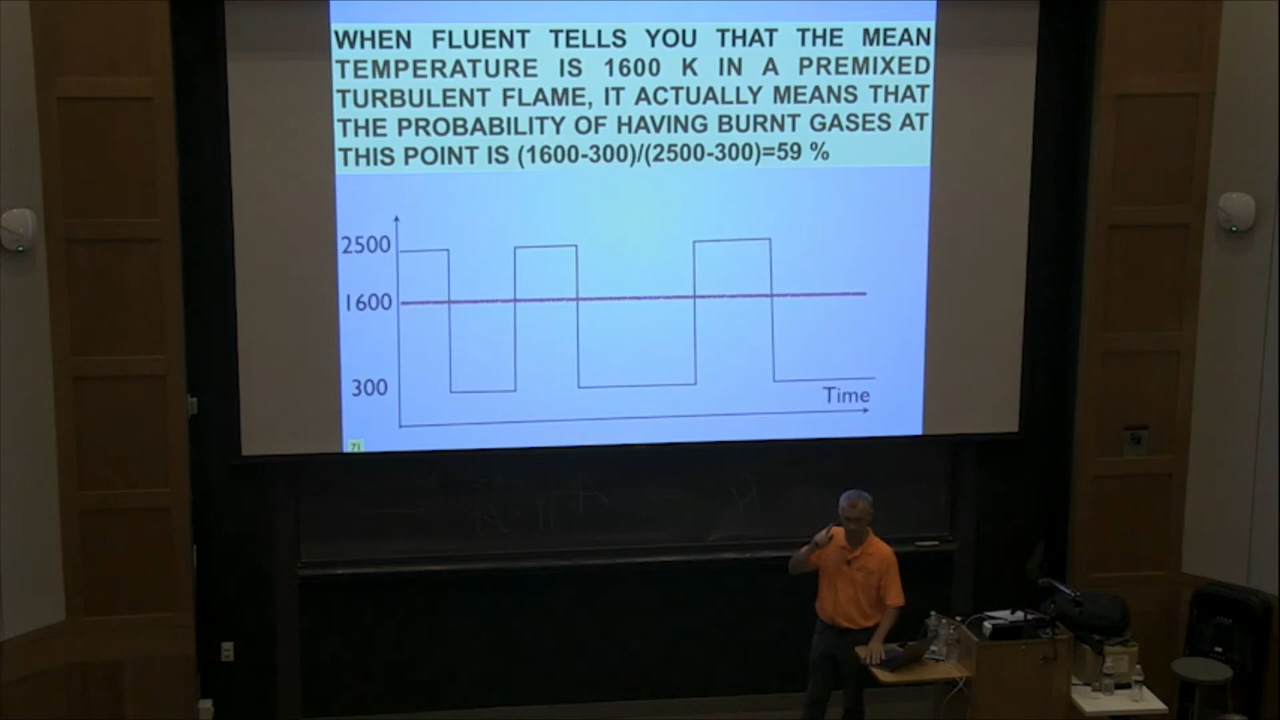 WHEN FLUENT TELLS YOU THAT THE MEAN
TEMPERATURE IS 1600 K IN A PREMIXED
TURBULENT FLAME, IT ACTUALLY MEANS THAT
THE PROBABILITY OF HAVING BURNT GASES AT
THIS POINT IS (1600-300)/(2500-300)=59 %
2500
1600
300
Time
71